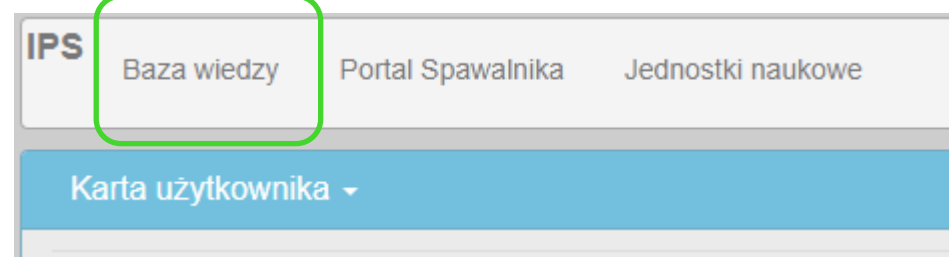 IPS Baza wiedzy Portal Spawalnika Jednostki naukowe
Karta użytkownika